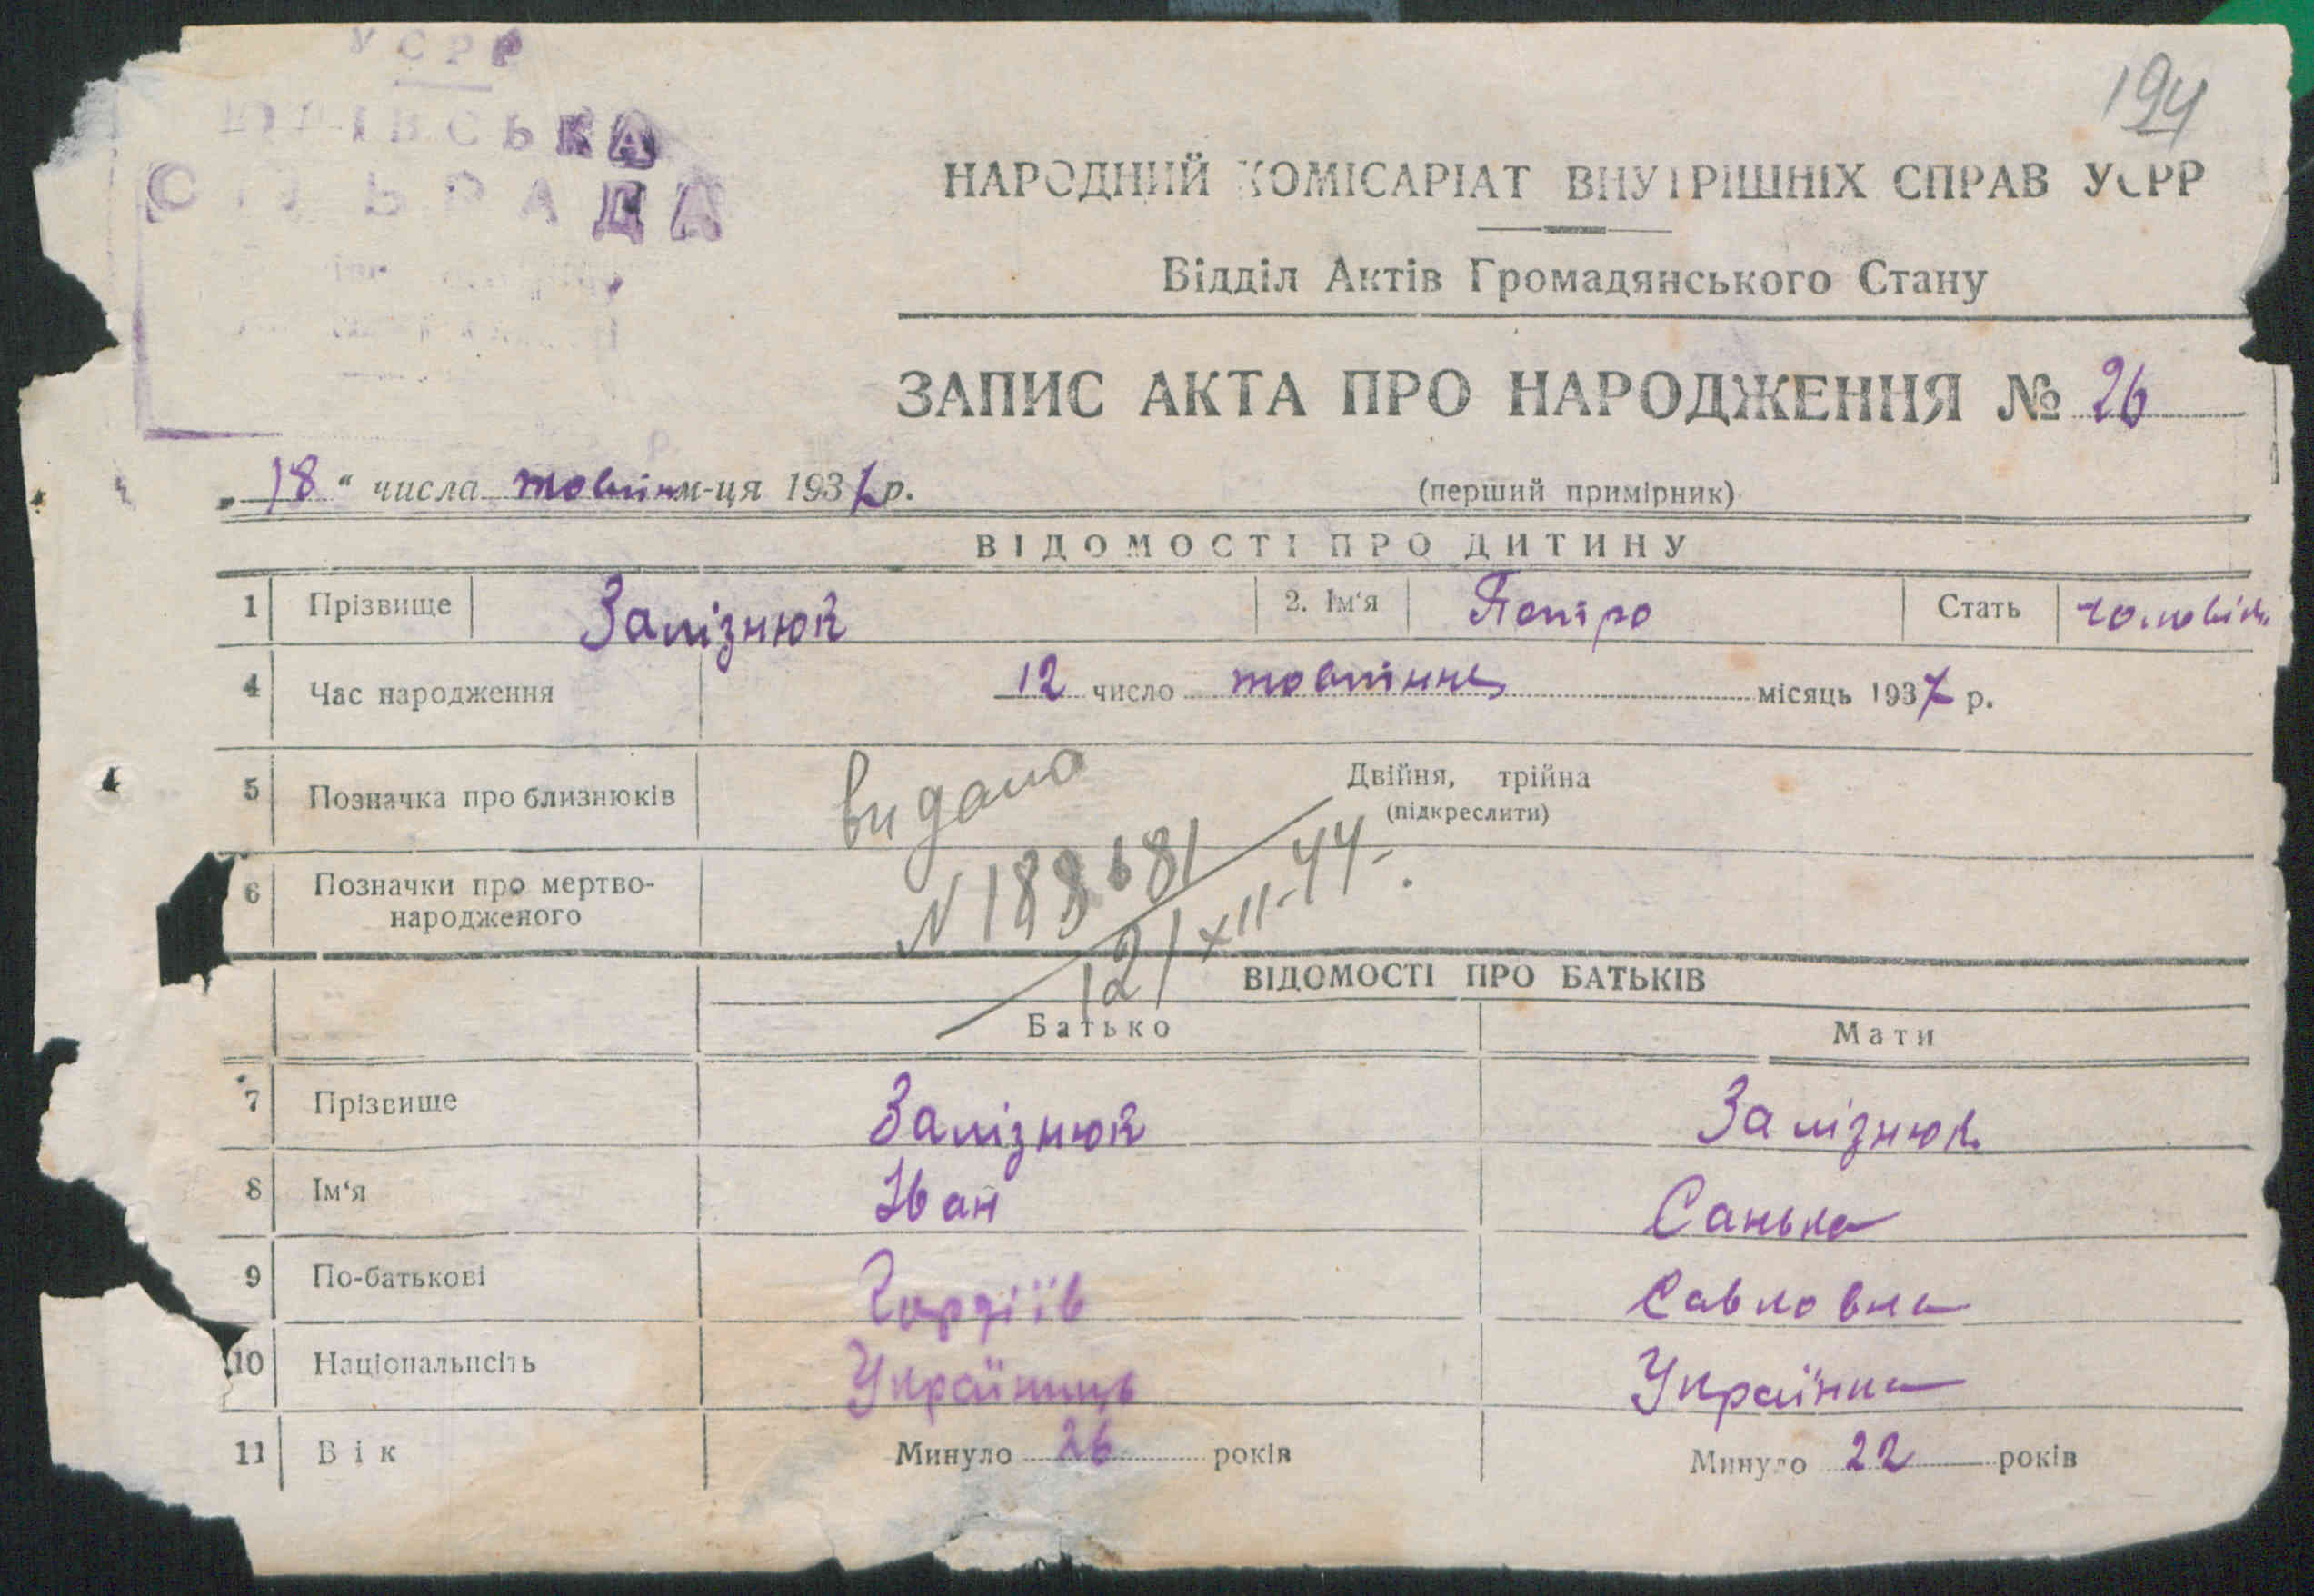 УСРР
СІЛЬРАДА
194
НАРОДНИЙ КОМІСАРІАТ ВНУТРІШНІХ СПРАВ УСРР
Відділ Актів Громадянського Стану
ЗАПИС АКТА ПРО НАРОДЖЕННЯ № 26
„18“ числа жовтня м-ця 1937 р. (перший примірник)
ВІДОМОСТІ ПРО ДИТИНУ
1 Прізвище Залізнюк 2. Ім'я Петро Стать чоловік
4 Час народження 12 число жовтня місяць 1937 р.
5 Позначка про близнюків Двійня, трійна
(підкреслити)
видано
N 188681
12/XII-44
6 Позначки про мертво-
народженого
ВІДОМОСТІ ПРО БАТЬКІВ
Батько Мати
7 Прізвище Залізнюк Залізнюк
8 Ім'я Іван Санька
9 По-батькові Гордіїв Савловна
10 Національність Українець Українка
11 Вік Минуло 26 років Минуло 22 років